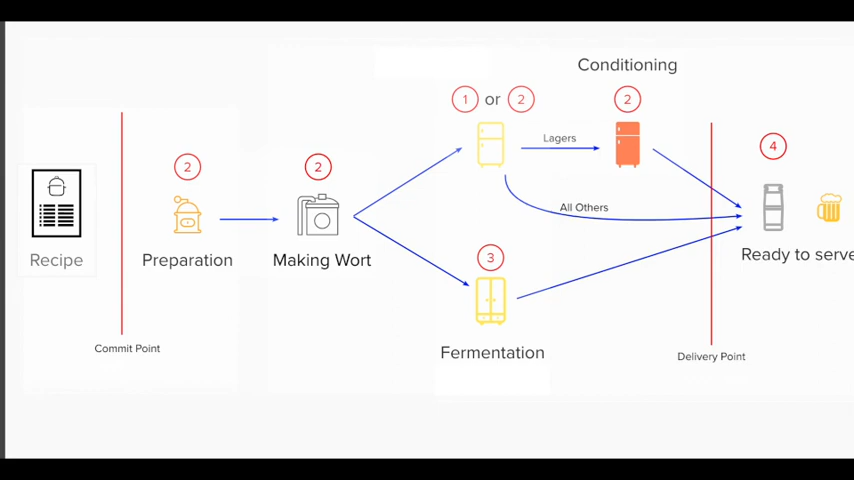 Conditioning
1 or 2
2
Lagers
2
2
4
All Others
Recipe
Preparation
Making Wort
Ready to serve
3
Fermentation
Commit Point
Delivery Point